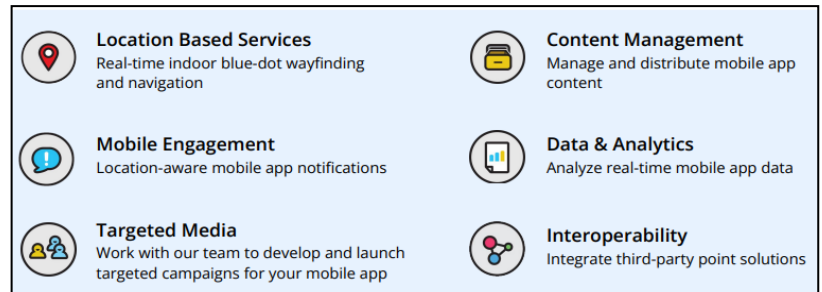 Location Based Services
Real-time indoor blue-dot wayfinding
and navigation
Content Management
Manage and distribute mobile app
content
Mobile Engagement
Location-aware mobile app notifications
Data & Analytics
Analyze real-time mobile app data
Targeted Media
Work with our team to develop and launch
targeted campaigns for your mobile app
Interoperability
Integrate third-party point solutions